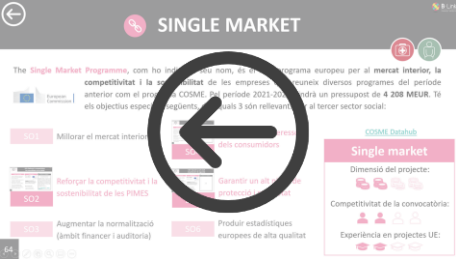 SINGLE MARKET
The Single Market Programme, com ho indica seu nom, és el programa europeu per al mercat interior, la
competitivitat i la sostenibilitat de les empreses que reuneix diversos programes del període
anterior com el programa COSME. Pel període 2021-202 tindrà un pressupost de 4 208 MEUR. Té
els objectius específics següents, dels quals 3 són rellevants per al tercer sector social:
European
Commission
SO1 Millorar el mercat interior
dels consumidors
SO2 Reforçar la competitivitat i la
sostenibilitat de les PIMES
Garantir un alt
protecció
SO3 Augmentar la normalització
(àmbit financer i auditoria)
Produir estadístiques
europees de alta qualitat
COSME Datahub
Single market
Dimensió del projecte:
Competitivitat de la convocatòria:
Experiència en projectes UE:
64